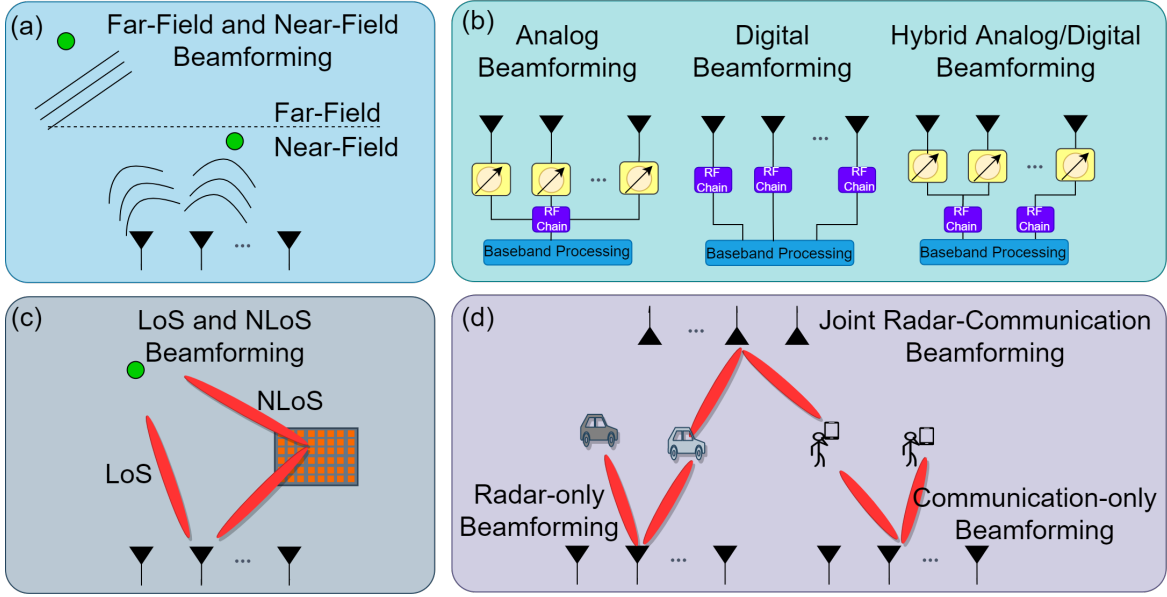 (a)
Far-Field and Near-Field
Beamforming
Far-Field
Near-Field
...
(b)
Analog
Beamforming
Digital
Beamforming
Hybrid Analog/Digital
Beamforming
...
...
...
RF
Chain
RF
Chain
RF
Chain
RF
Chain
RF
Chain
RF
Chain
Baseband Processing
Baseband Processing
Baseband Processing
(c)
LoS and NLoS
Beamforming
NLoS
LoS
...
(d)
...
Joint Radar-Communication
Beamforming
Radar-only
Beamforming
Communication-only
Beamforming
...
...